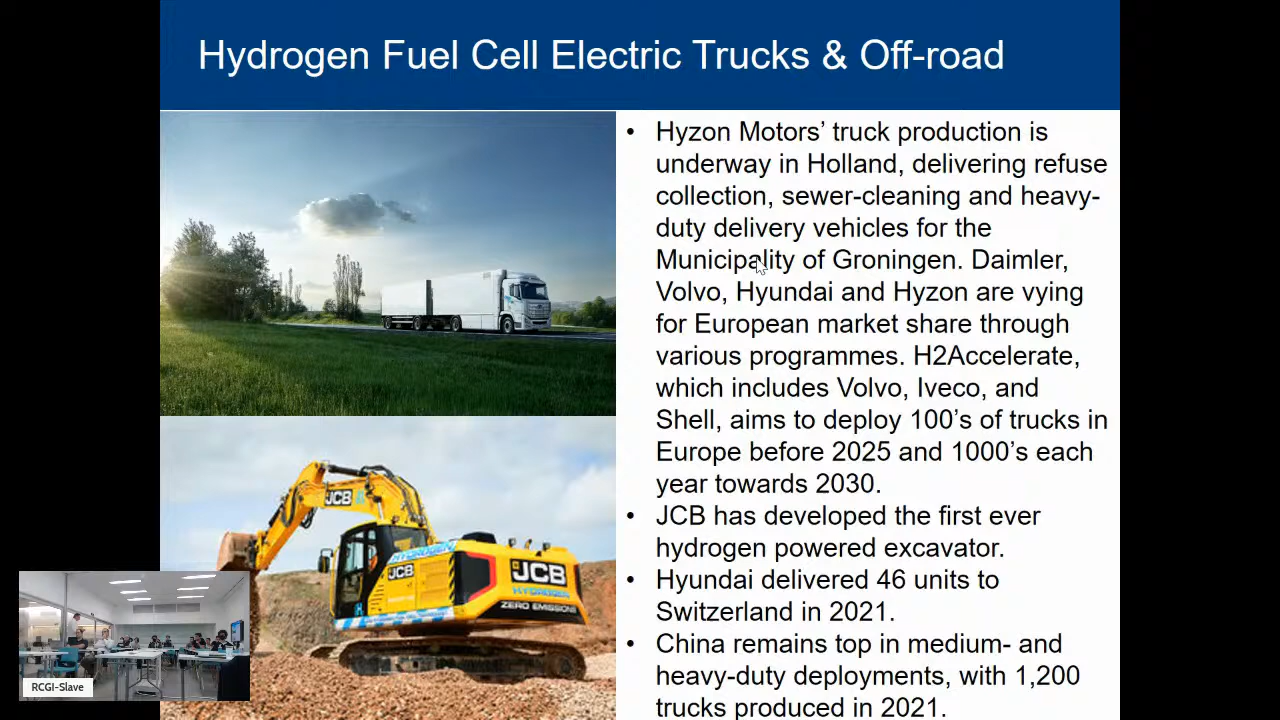 Hydrogen Fuel Cell Electric Trucks & Off-road
• Hyzon Motors’ truck production is
underway in Holland, delivering refuse
collection, sewer-cleaning and heavy-
duty delivery vehicles for the
Municipality of Groningen. Daimler,
Volvo, Hyundai and Hyzon are vying
for European market share through
various programmes. H2Accelerate,
which includes Volvo, Iveco, and
Shell, aims to deploy 100’s of trucks in
Europe before 2025 and 1000’s each
year towards 2030.
• JCB has developed the first ever
hydrogen powered excavator.
• Hyundai delivered 46 units to
Switzerland in 2021.
• China remains top in medium- and
heavy-duty deployments, with 1,200
trucks produced in 2021.
JCB
HYDROGEN
JCB
JCB
HYDROGEN
ZERO EMISSIONS
RCGI-Slave